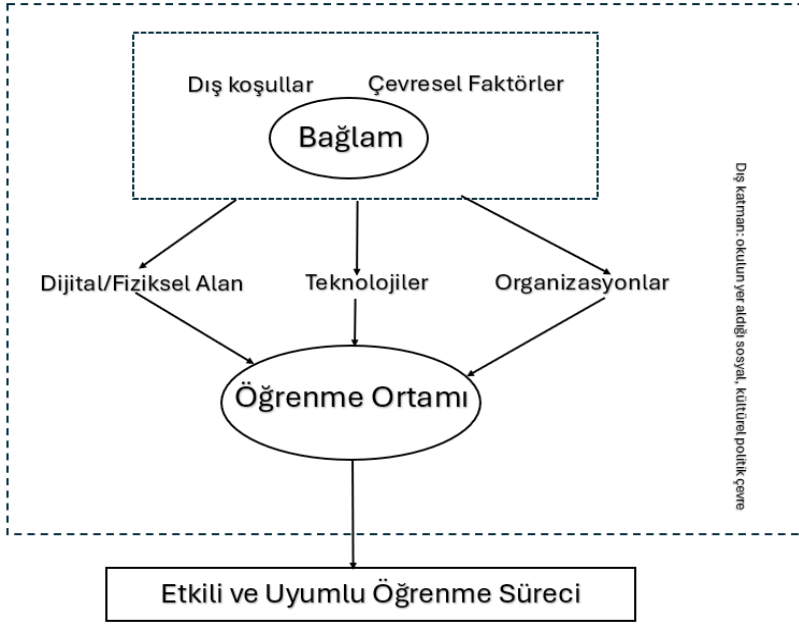 Dış koşullar
Çevresel Faktörler
Bağlam
Dijital/Fiziksel Alan
Teknolojiler
Organizasyonlar
Öğrenme Ortamı
Dış katman: okulun yer aldığı sosyal, kültürel politik çevre
Etkili ve Uyumlu Öğrenme Süreci